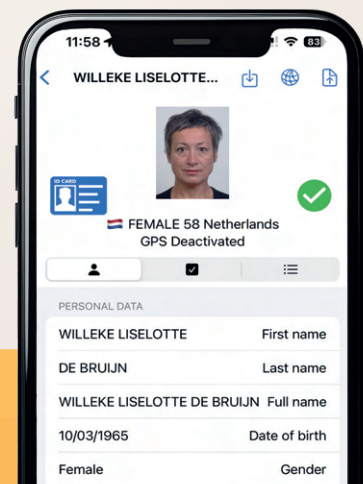 11:58
83
WILLEKE LISELOTTE...
ID CARD
FEMALE 58 Netherlands
GPS Deactivated
PERSONAL DATA
WILLEKE LISELOTTE First name
DE BRUIJN Last name
WILLEKE LISELOTTE DE BRUIJN Full name
10/03/1965 Date of birth
Female Gender